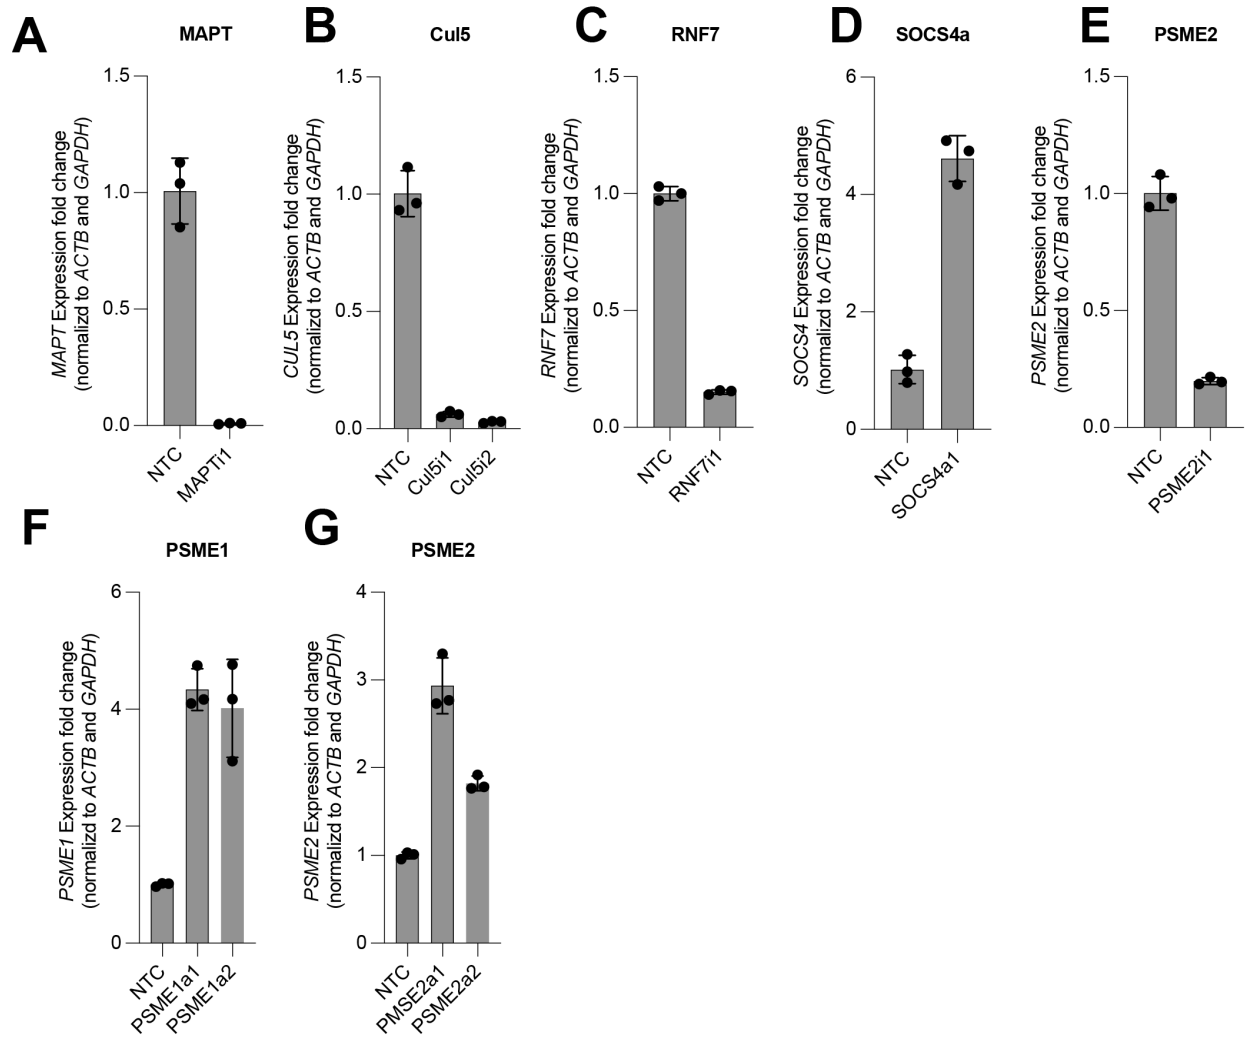 A
MAPT
MAPT Expression fold change
(normalizd to ACTB and GAPDH)
1.5
1.0
0.5
0.0
NTC
MAPTi1
B
Cul5
CUL5 Expression fold change
(normalizd to ACTB and GAPDH)
1.5
1.0
0.5
0.0
NTC
Cul5i1
Cul5i2
C
RNF7
RNF7 Expression fold change
(normalizd to ACTB and GAPDH)
1.5
1.0
0.5
0.0
NTC
RNF7i1
D
SOCS4a
SOCS4 Expression fold change
(normalizd to ACTB and GAPDH)
6
4
2
0
NTC
SOCS4a1
E
PSME2
PSME2 Expression fold change
(normalizd to ACTB and GAPDH)
1.5
1.0
0.5
0.0
NTC
PSME2i1
F
PSME1
PSME1 Expression fold change
(normalizd to ACTB and GAPDH)
6
4
2
0
NTC
PSME1a1
PSME1a2
G
PSME2
PSME2 Expression fold change
(normalizd to ACTB and GAPDH)
4
3
2
1
0
NTC
PMSE2a1
PSME2a2